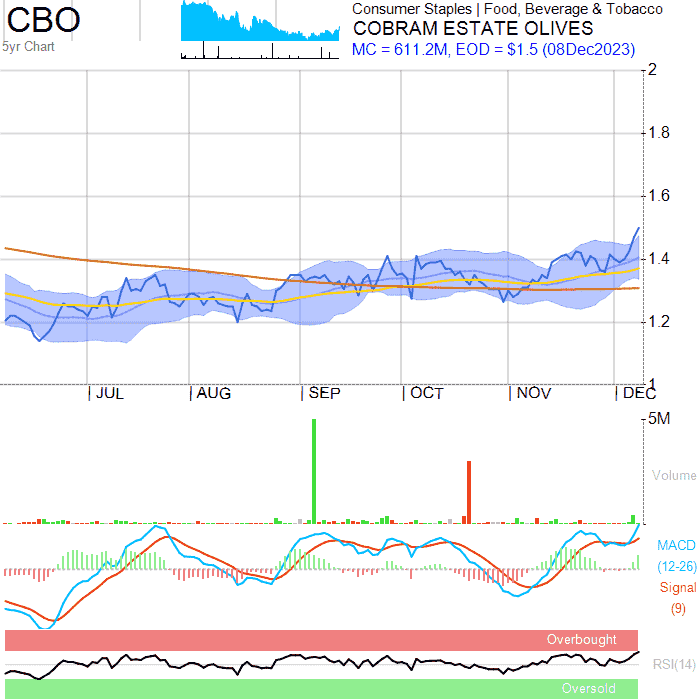 CBO
5yr Chart
Consumer Staples | Food, Beverage & Tobacco
COBRAM ESTATE OLIVES
MC = 611.2M, EOD = $1.5 (08Dec2023)
2
1.8
1.6
1.4
1.2
1
JUL AUG SEP OCT NOV DEC
5M
Volume
MACD
(12-26)
Signal
(9)
Overbought
RSI(14)
Oversold